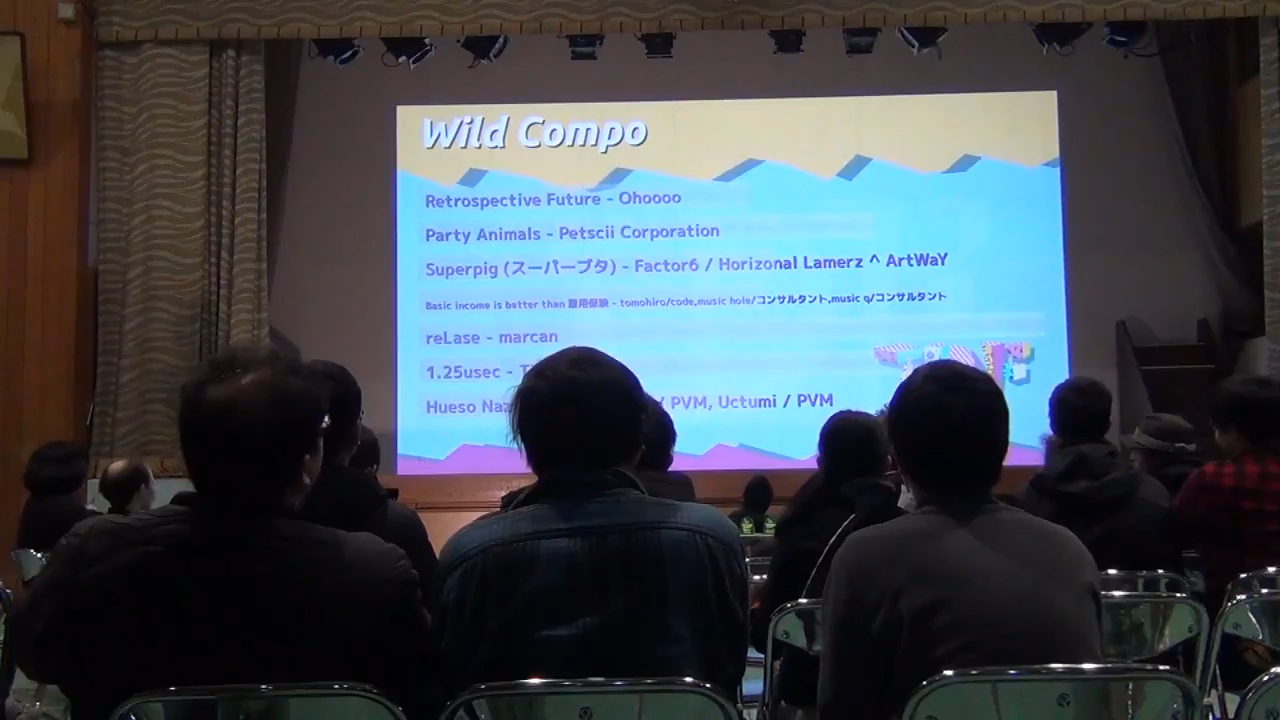 Wild Compo
Retrospective Future - Ohoooo
Party Animals - Petscii Corporation
Superpig (スーパーブタ) - Factor6 / Horizonal Lamerz ^ ArtWaY
Basic income is better than 雇用保険 - tomohiro/code,music hole/コンサルタント,music q/コンサルタント
reLase - marcan
1.25usec -
Hueso / PVM, Uctumi / PVM